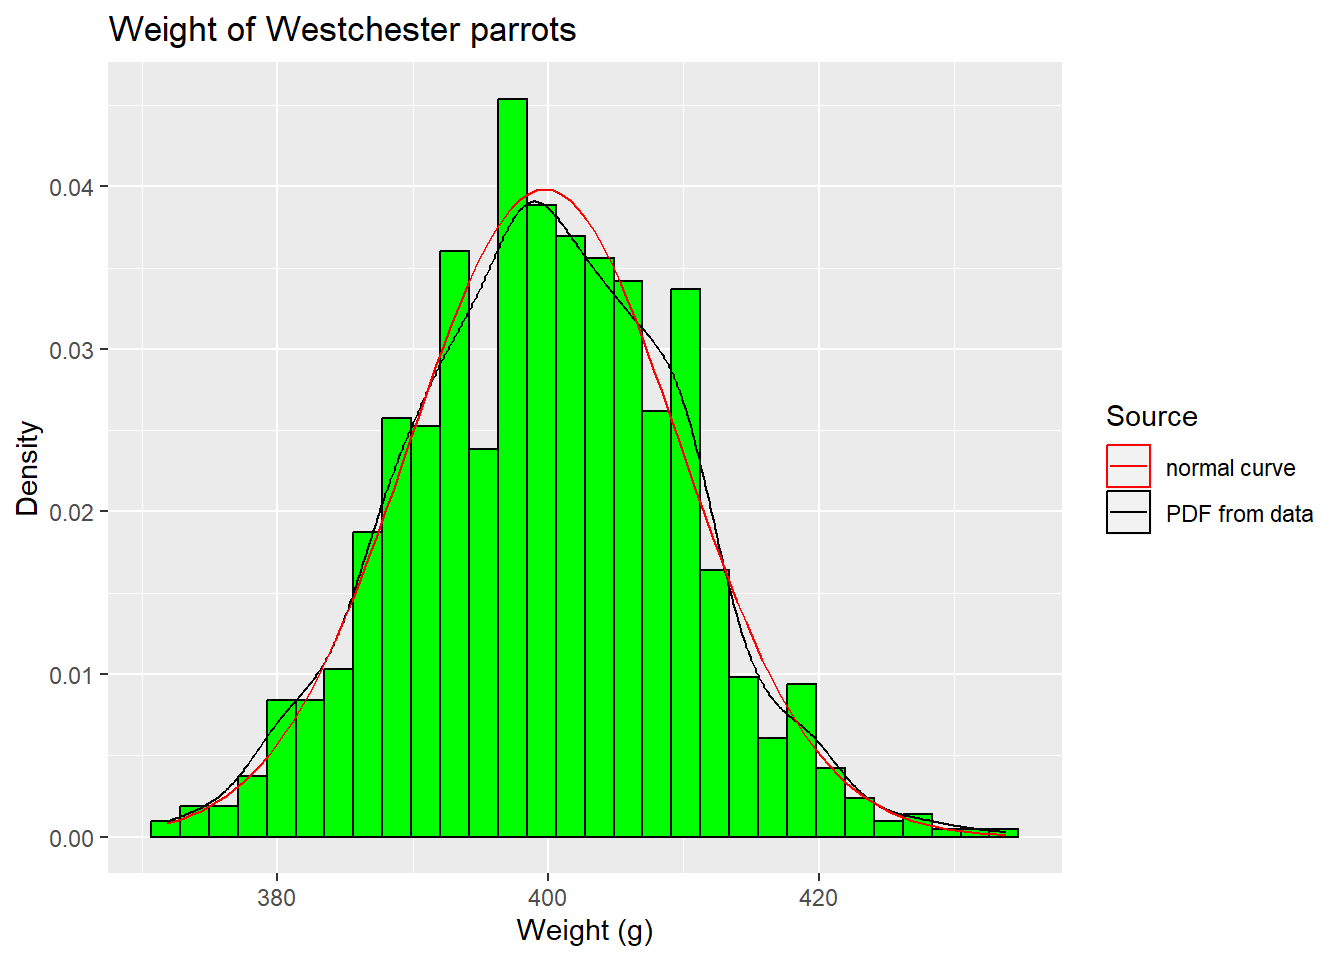 Weight of Westchester parrots
0.04
0.03
0.02
0.01
0.00
Density
380
400
420
Weight (g)
Source
normal curve
PDF from data